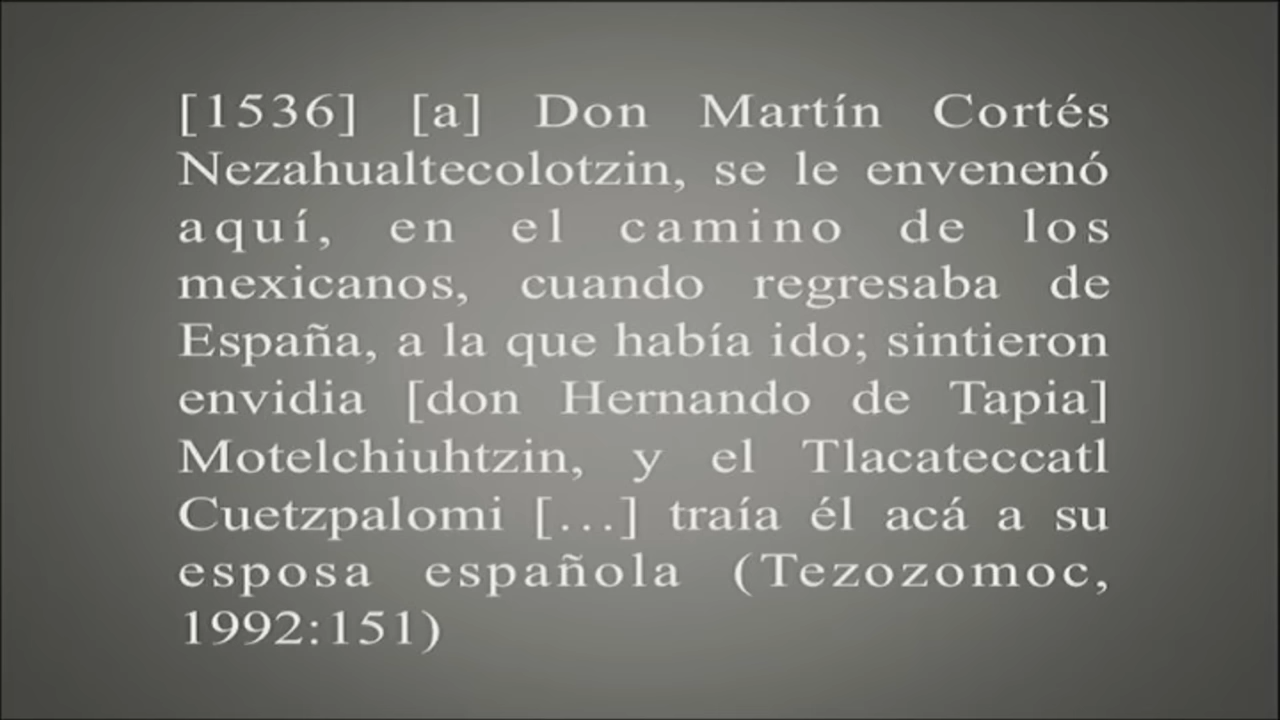 [1536] [a] Don Martín Cortés
Nezahualtecolotzin, se le envenenó
aquí, en el camino de los
mexicanos, cuando regresaba de
España, a la que había ido; sintieron
envidia [don Hernando de Tapia]
Motelchiuhtzin, y el Tlacateccatl
Cuetzpalomi [...] traía él acá a su
esposa española (Tezozomoc,
1992:151)